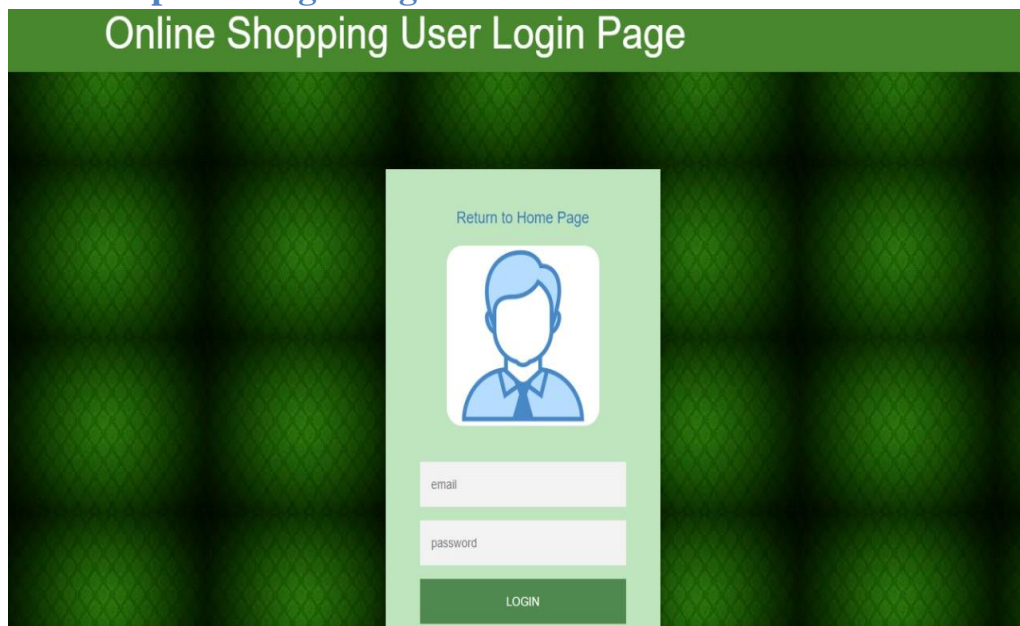 Online Shopping User Login Page
Return to Home Page
email
password
LOGIN